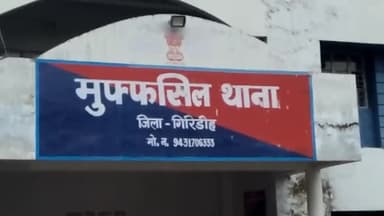 मुफ्फसिल थाना
जिला - गिरिडीह
मो. न. 9431706333